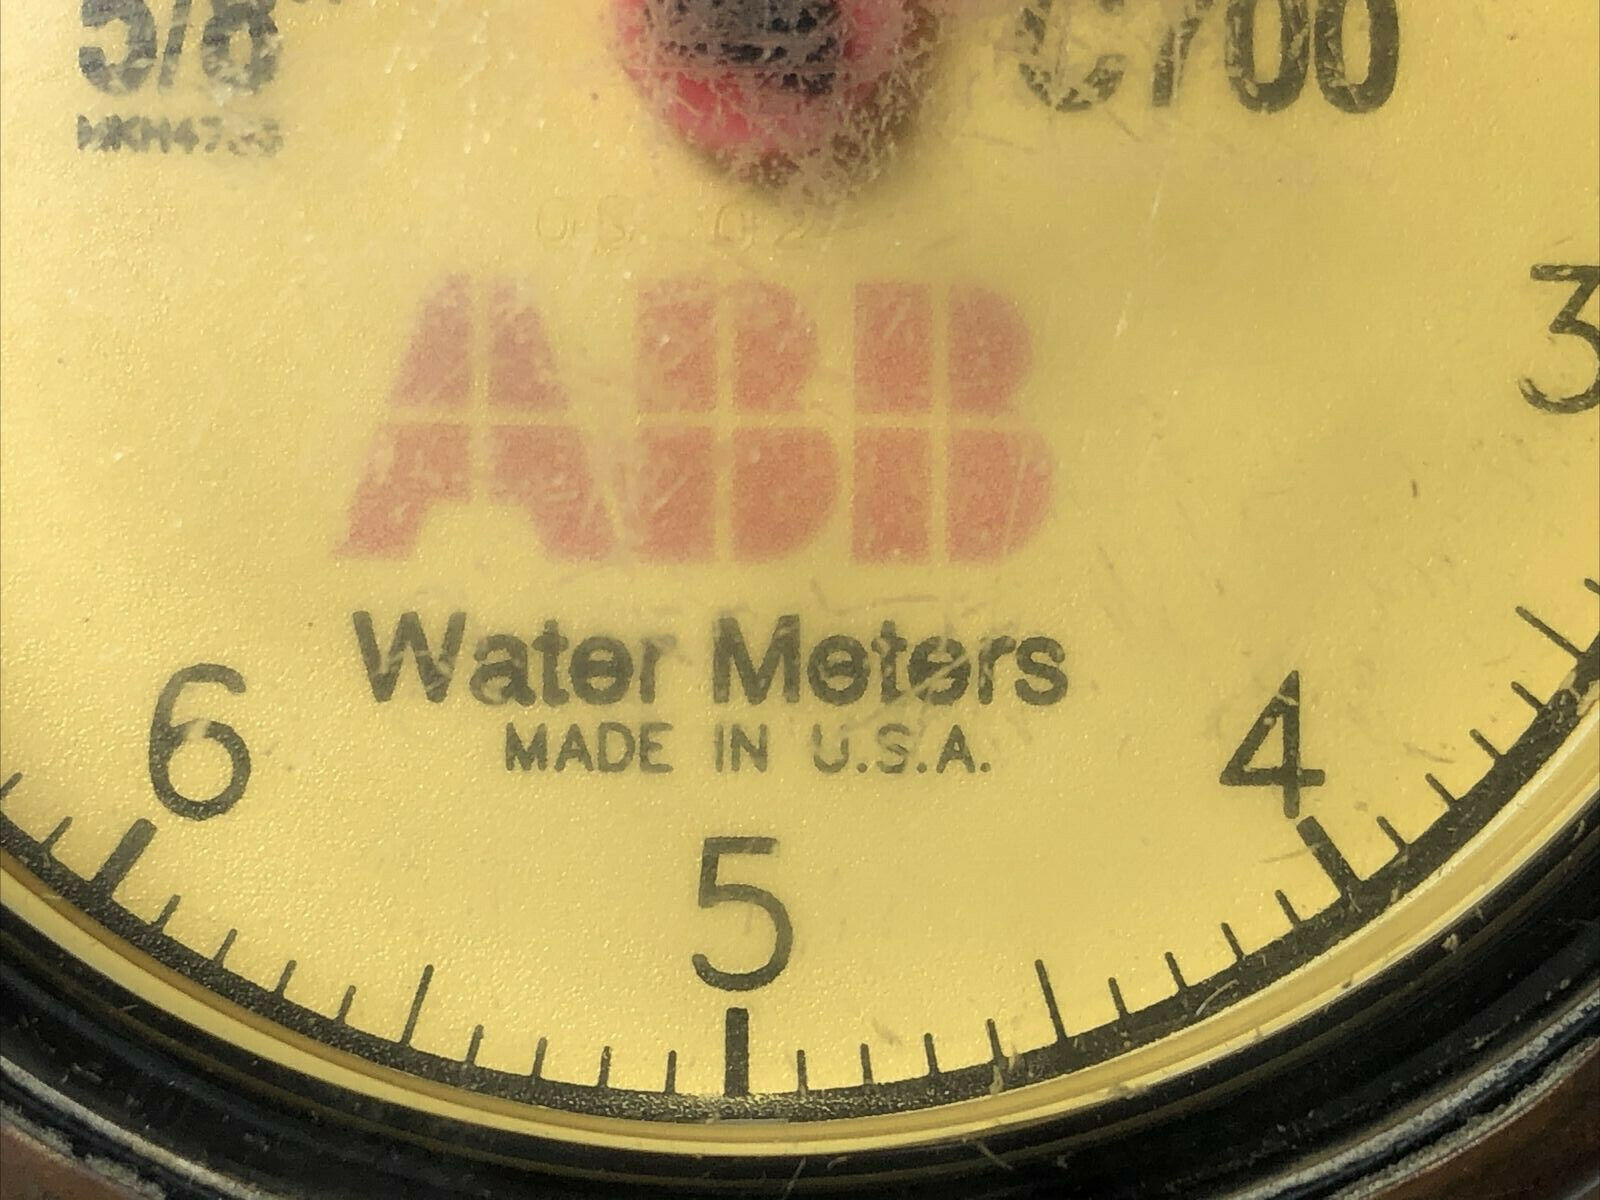 5/8"
C700
ABB
3
Water Meters
MADE IN U.S.A.
6
4
5